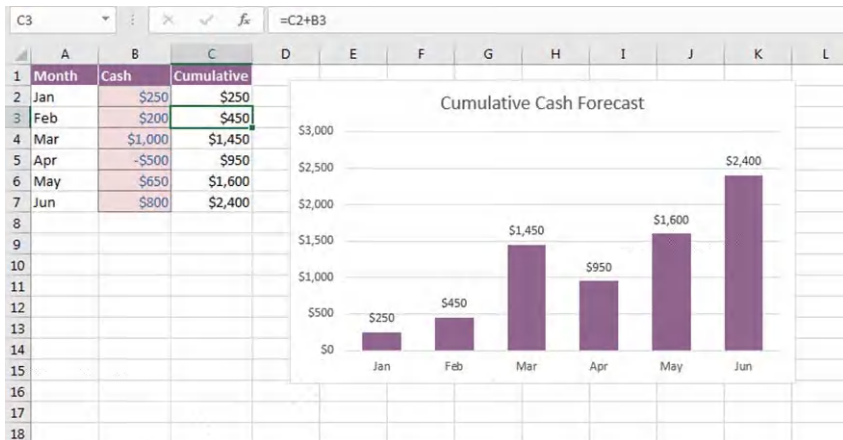 C3 fx =C2+B3
A B C D E F G H I J K L
1 Month Cash Cumulative
2 Jan $250 $250
3 Feb $200 $450
4 Mar $1,000 $1,450
5 Apr -$500 $950
6 May $650 $1,600
7 Jun $800 $2,400
8
9
10
11
12
13
14
15
16
17
18
Cumulative Cash Forecast
$3,000
$2,500
$2,000
$1,500
$1,000
$500
$0
$250
$450
$1,450
$950
$1,600
$2,400
Jan Feb Mar Apr May Jun